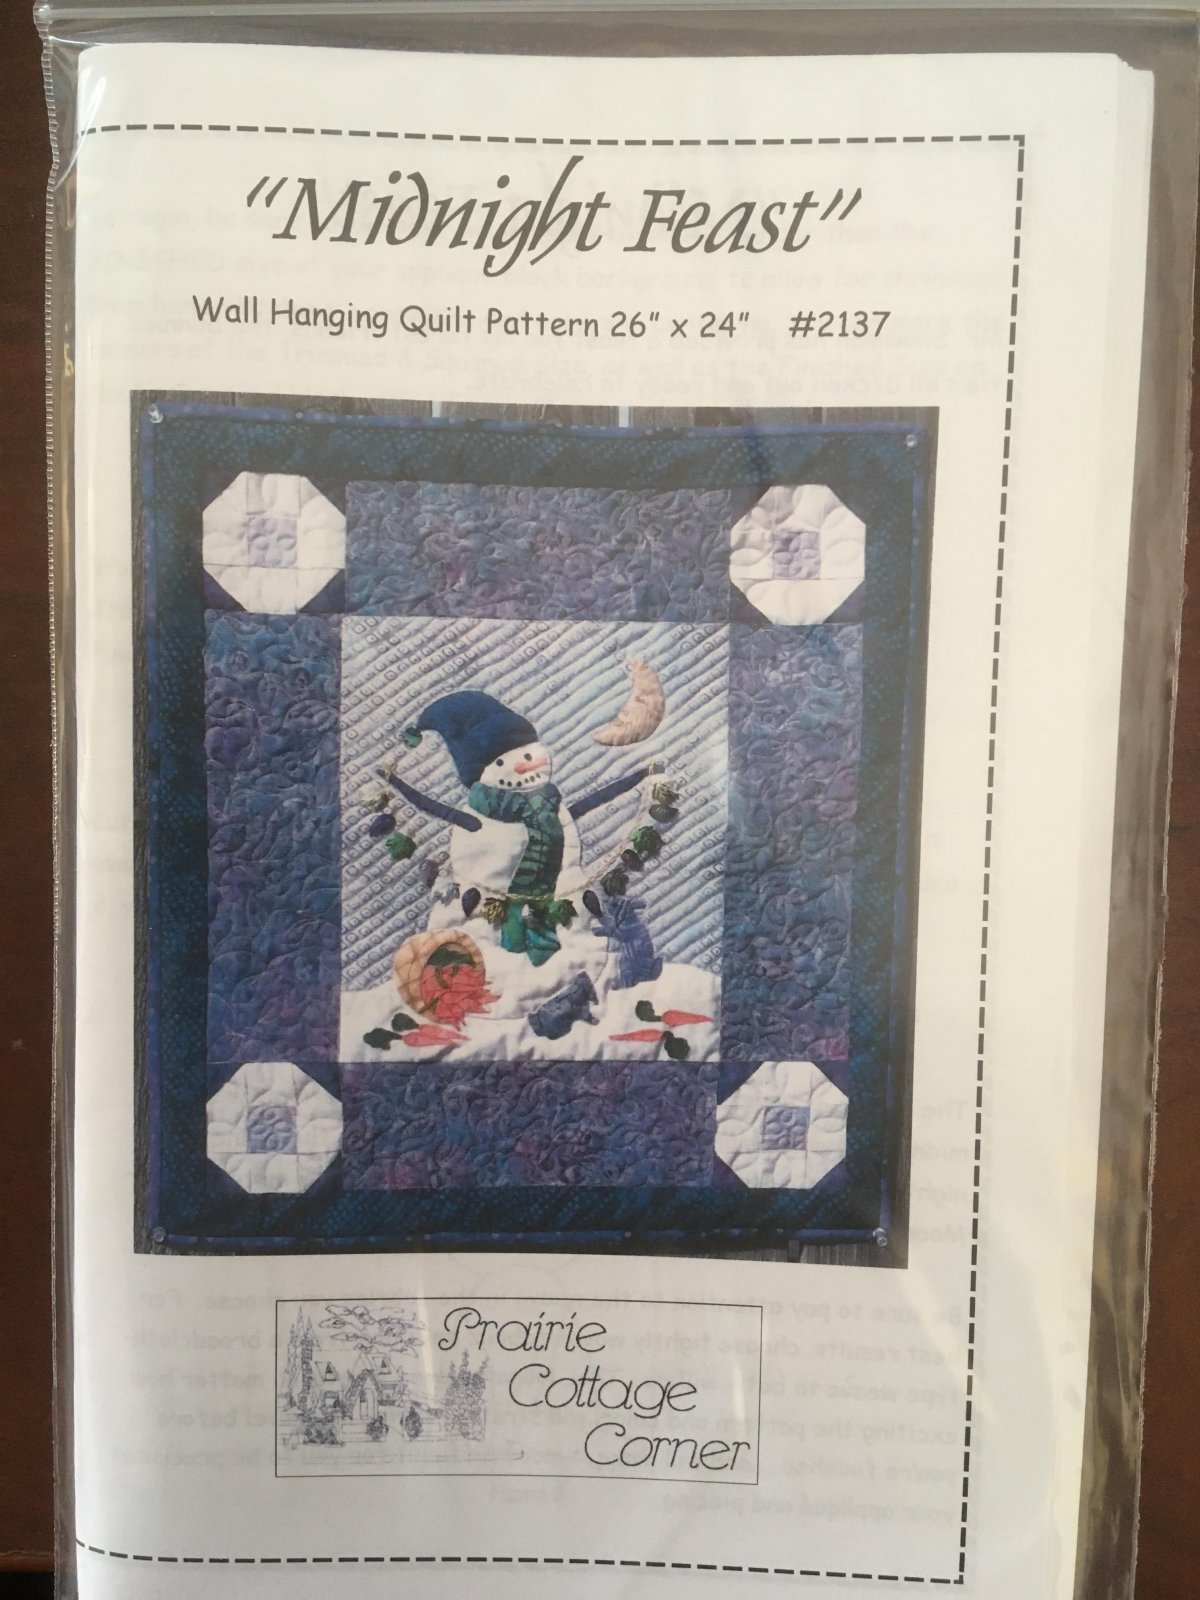 "Midnight Feast"
Wall Hanging Quilt Pattern 26" x 24" #2137
Prairie
Cottage
Corner